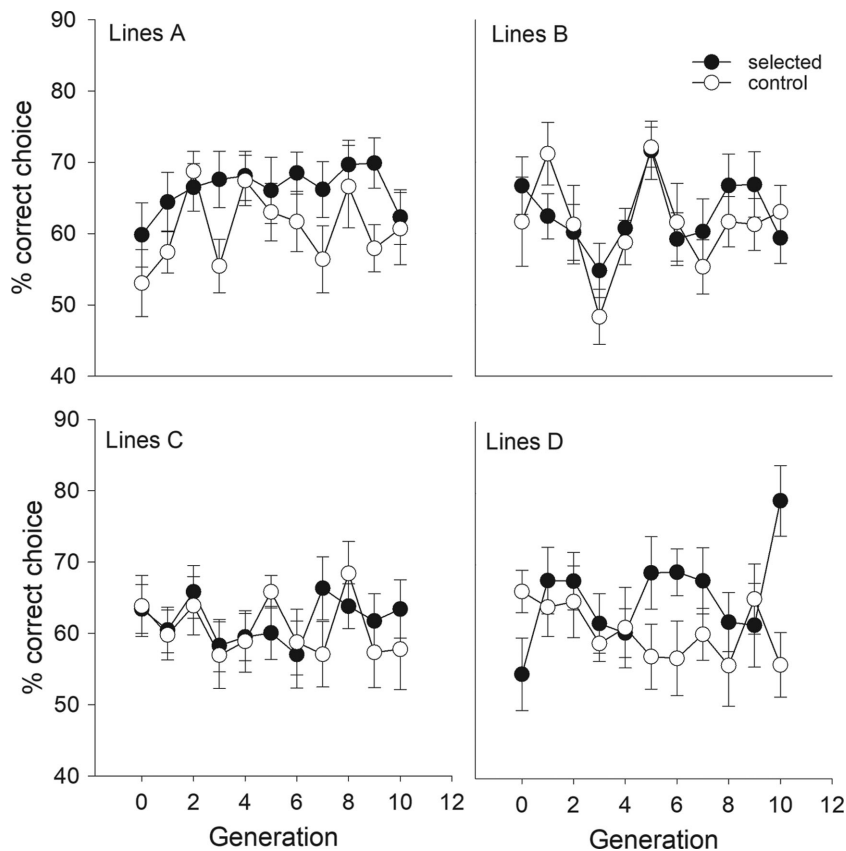 90
Lines A
Lines B
selected
control
80
70
60
50
40
% correct choice
90
Lines C
Lines D
80
70
60
50
40
% correct choice
0 2 4 6 8 10 12
0 2 4 6 8 10 12
Generation
Generation